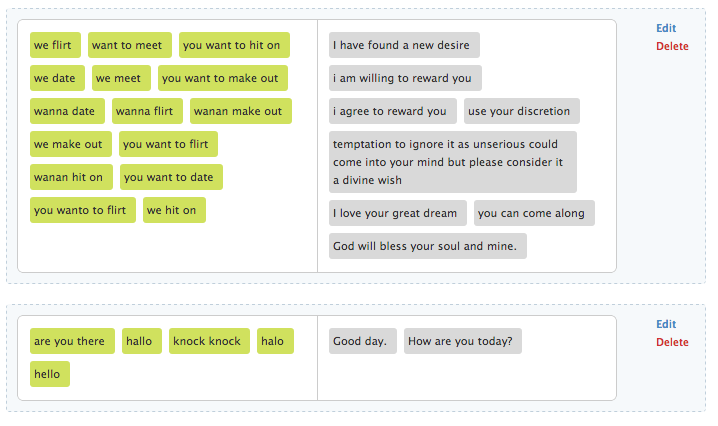 we flirt want to meet you want to hit on
we date we meet you want to make out
wanna date wanna flirt wanan make out
we make out you want to flirt
wanan hit on you want to date
you wanto to flirt we hit on
I have found a new desire
i am willing to reward you
i agree to reward you use your discretion
temptation to ignore it as unserious could
come into your mind but please consider it
a divine wish
I love your great dream you can come along
God will bless your soul and mine.
Edit
Delete
are you there hallo knock knock halo
hello
Good day. How are you today?
Edit
Delete